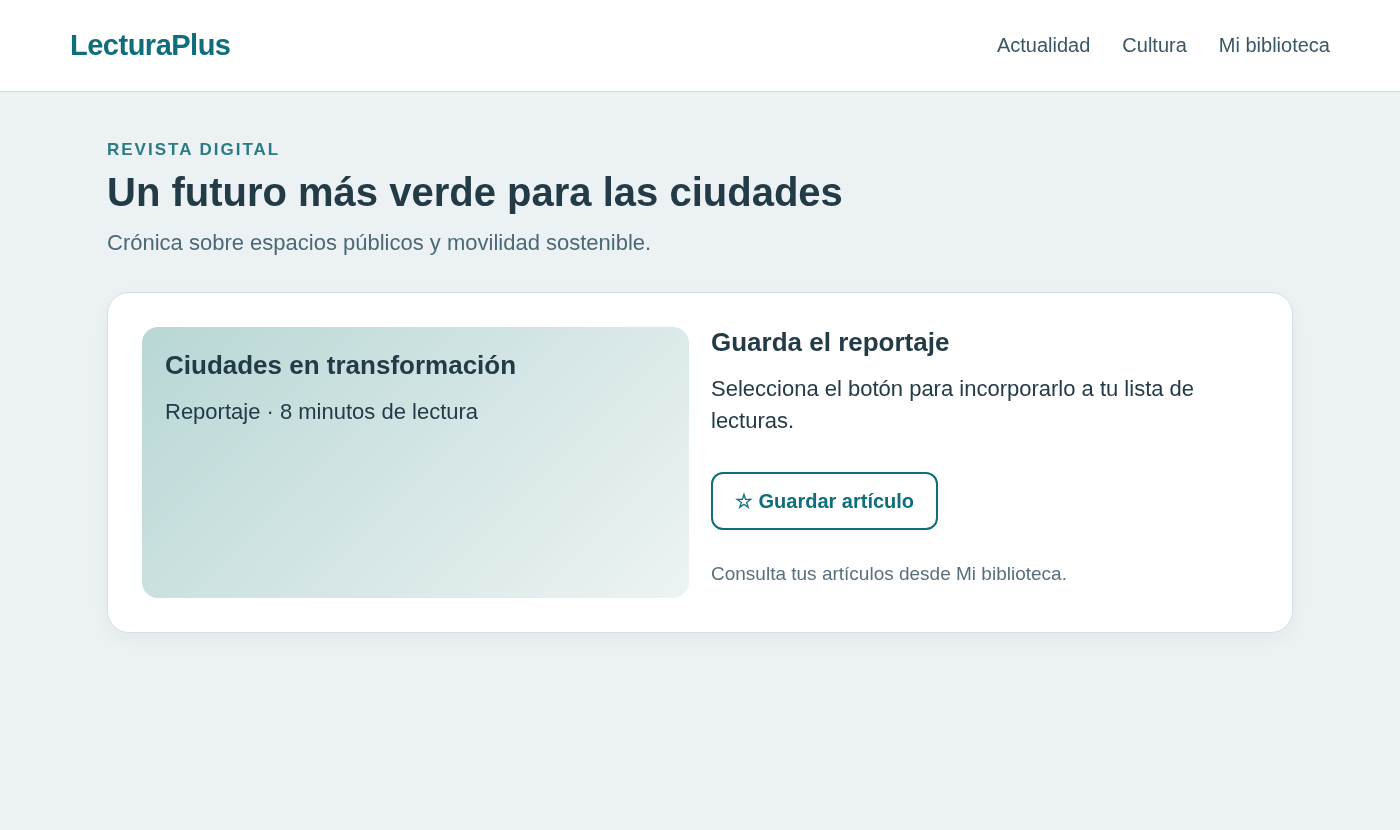 LecturaPlus
Actualidad
Cultura
Mi biblioteca
REVISTA DIGITAL
Un futuro más verde para las ciudades
Crónica sobre espacios públicos y movilidad sostenible.
Ciudades en transformación
Reportaje · 8 minutos de lectura
Guarda el reportaje
Selecciona el botón para incorporarlo a tu lista de
lecturas.
☆ Guardar artículo
Consulta tus artículos desde Mi biblioteca.